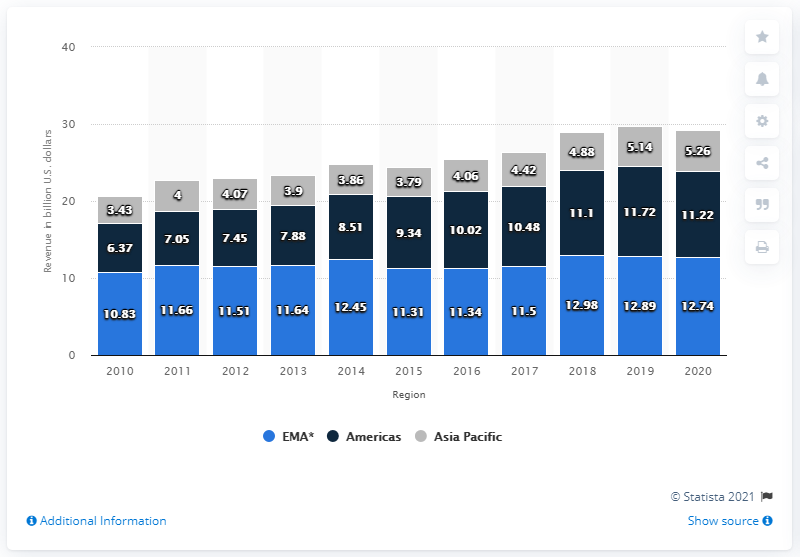 40
30
20
10
0
Revenue in billion U.S. dollars
3.43 4 4.07 3.9 3.86 3.79 4.06 4.42 4.88 5.14 5.26
6.37 7.05 7.45 7.88 8.51 9.34 10.02 10.48 11.1 11.72 11.22
10.83 11.66 11.51 11.64 12.45 11.31 11.34 11.5 12.98 12.89 12.74
2010 2011 2012 2013 2014 2015 2016 2017 2018 2019 2020
Region
EMA* Americas Asia Pacific
© Statista 2021
Additional Information Show source